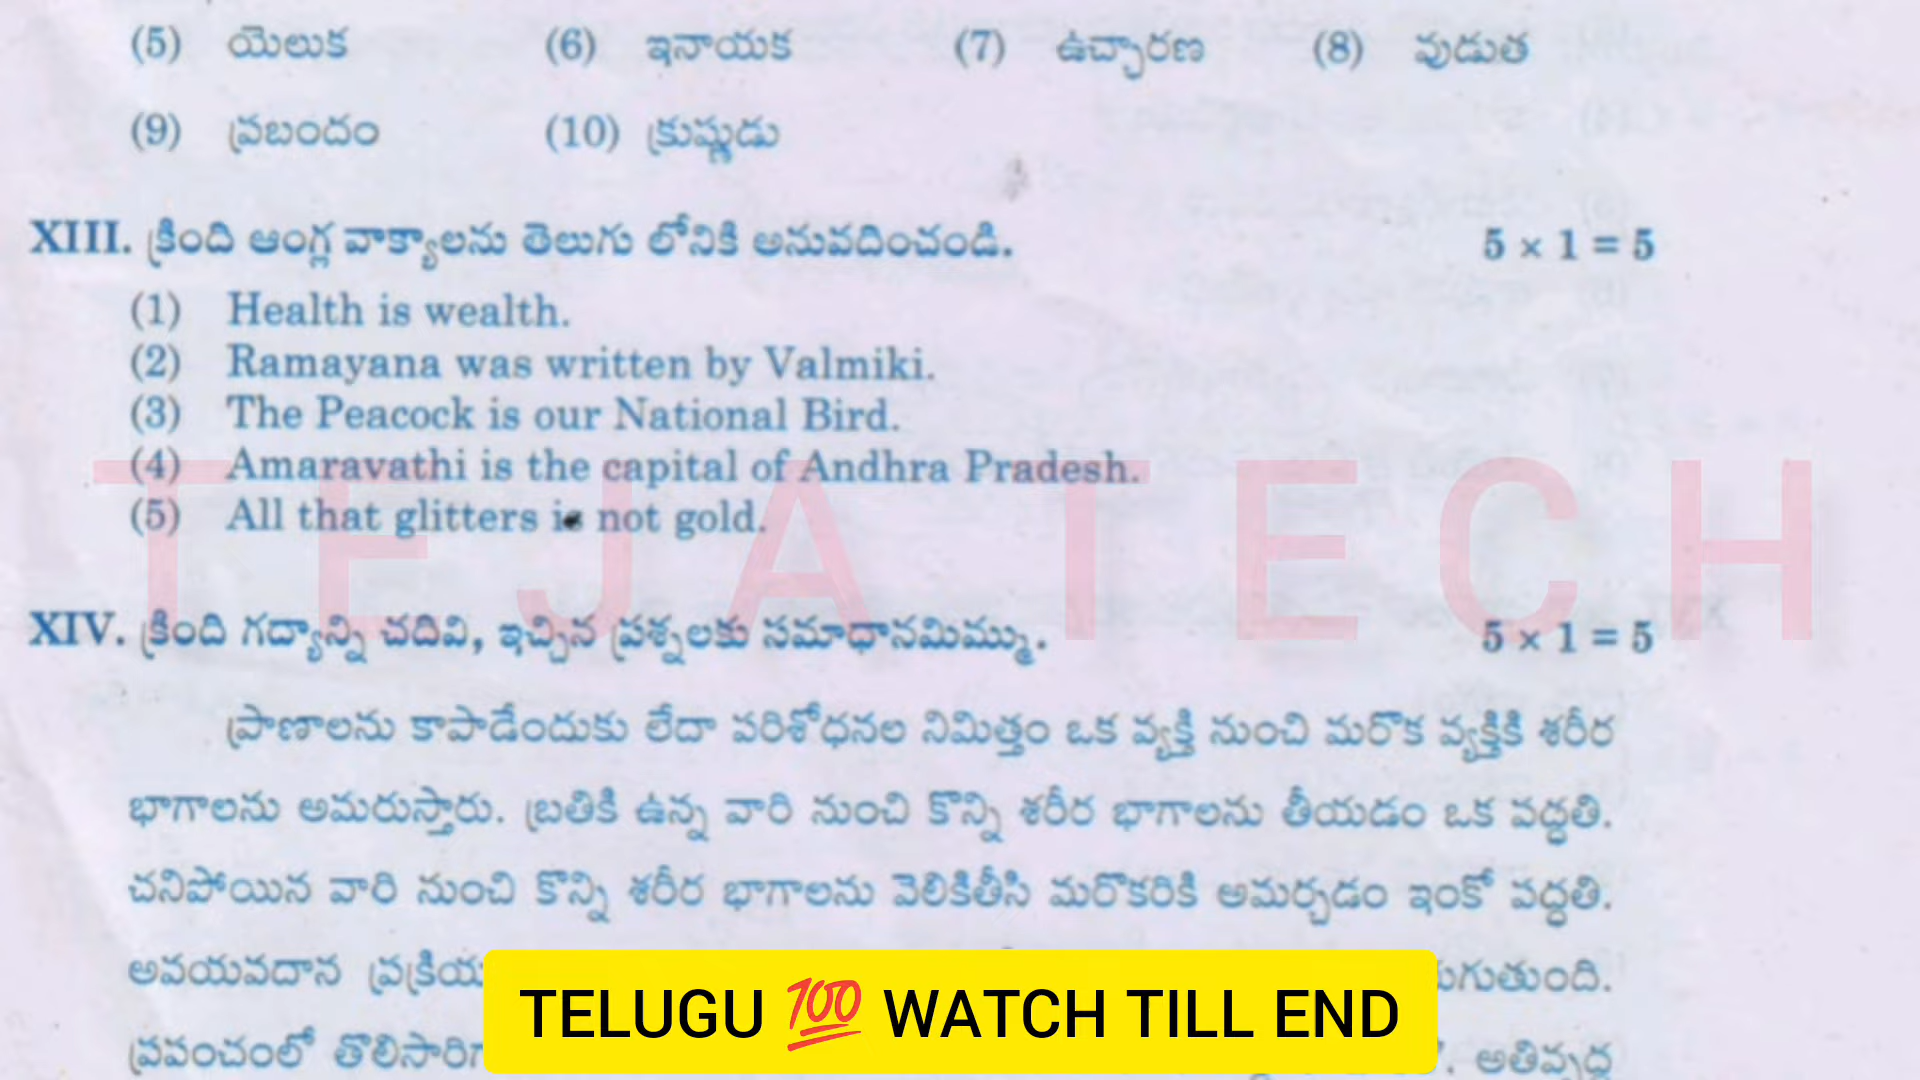 (5) యెలుక (6) ఇనాయక (7) ఉచ్చారణ (8) వుడుత
(9) ప్రబందం (10) క్రుష్ణుడు
XIII. క్రింది ఆంగ్ల వాక్యాలను తెలుగు లోనికి అనువదించండి. 5 × 1 = 5
(1) Health is wealth.
(2) Ramayana was written by Valmiki.
(3) The Peacock is our National Bird.
(4) Amaravathi is the capital of Andhra Pradesh.
(5) All that glitters is not gold.
TEJA TECH
XIV. క్రింది గద్యాన్ని చదివి, ఇచ్చిన ప్రశ్నలకు సమాధానమిమ్ము. 5 × 1 = 5
ప్రాణాలను కాపాడేందుకు లేదా పరిశోధనల నిమిత్తం ఒక వ్యక్తి నుంచి మరొక వ్యక్తికి శరీర
భాగాలను అమరుస్తారు. బ్రతికి ఉన్న వారి నుంచి కొన్ని శరీర భాగాలను తీయడం ఒక పద్ధతి.
చనిపోయిన వారి నుంచి కొన్ని శరీర భాగాలను వెలికితీసి మరొకరికి అమర్చడం ఇంకో పద్ధతి.
అవయవదాన ప్రక్రియ
ప్రపంచంలో
TELUGU 💯 WATCH TILL END